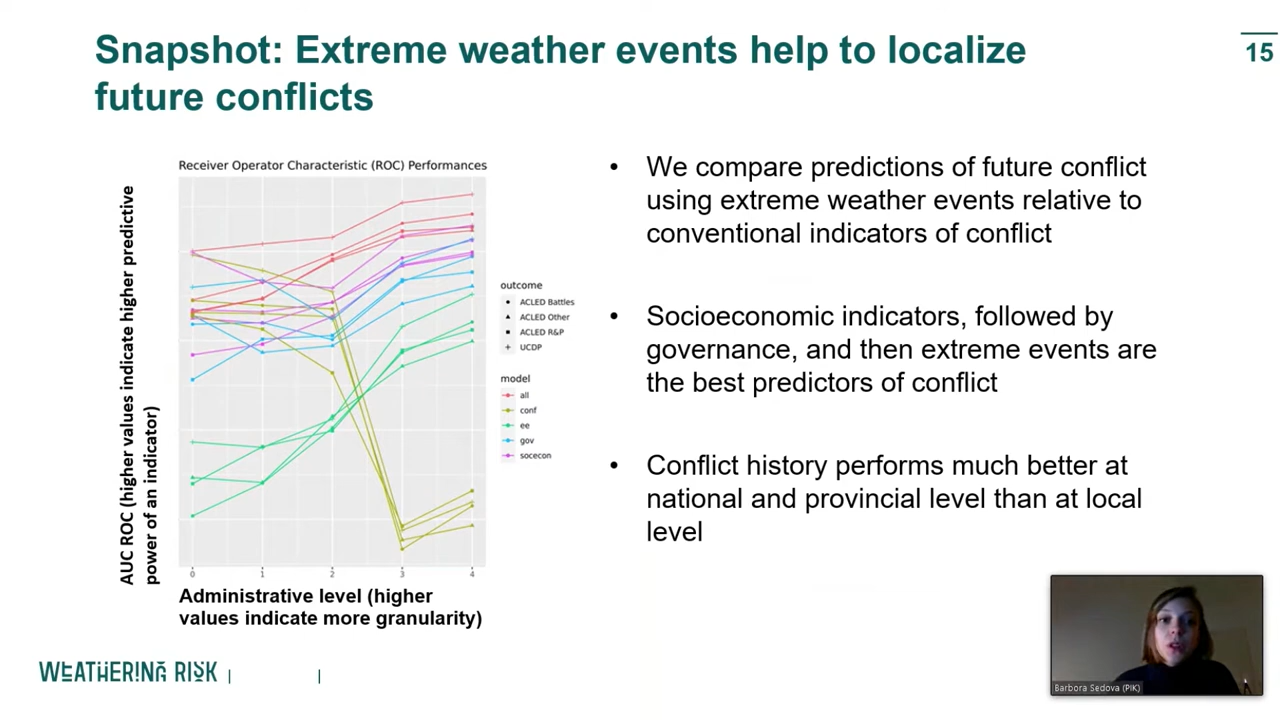 Snapshot: Extreme weather events help to localize
future conflicts
15
Receiver Operator Characteristic (ROC) Performances
AUC ROC (higher values indicate higher predictive
power of an indicator)
0 1 2 3 4
Administrative level (higher
values indicate more granularity)
outcome
ACLED Battles
ACLED Other
ACLED R&P
UCDP
model
all
conf
ee
gov
socecon
• We compare predictions of future conflict
using extreme weather events relative to
conventional indicators of conflict
• Socioeconomic indicators, followed by
governance, and then extreme events are
the best predictors of conflict
• Conflict history performs much better at
national and provincial level than at local
level
WEATHERING RISK
Barbora Sedova (PIK)